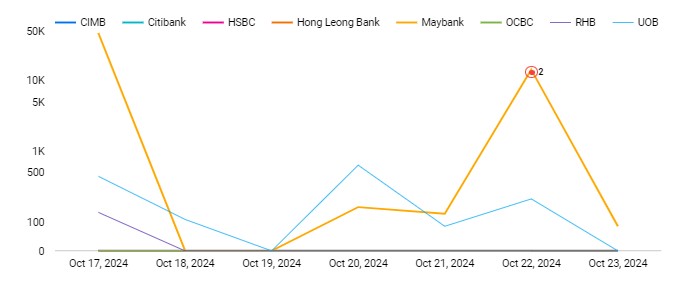 50K
CIMB Citibank HSBC Hong Leong Bank Maybank OCBC RHB UOB
10K
2
5K
1K
500
100
0
Oct 17, 2024 Oct 18, 2024 Oct 19, 2024 Oct 20, 2024 Oct 21, 2024 Oct 22, 2024 Oct 23, 2024